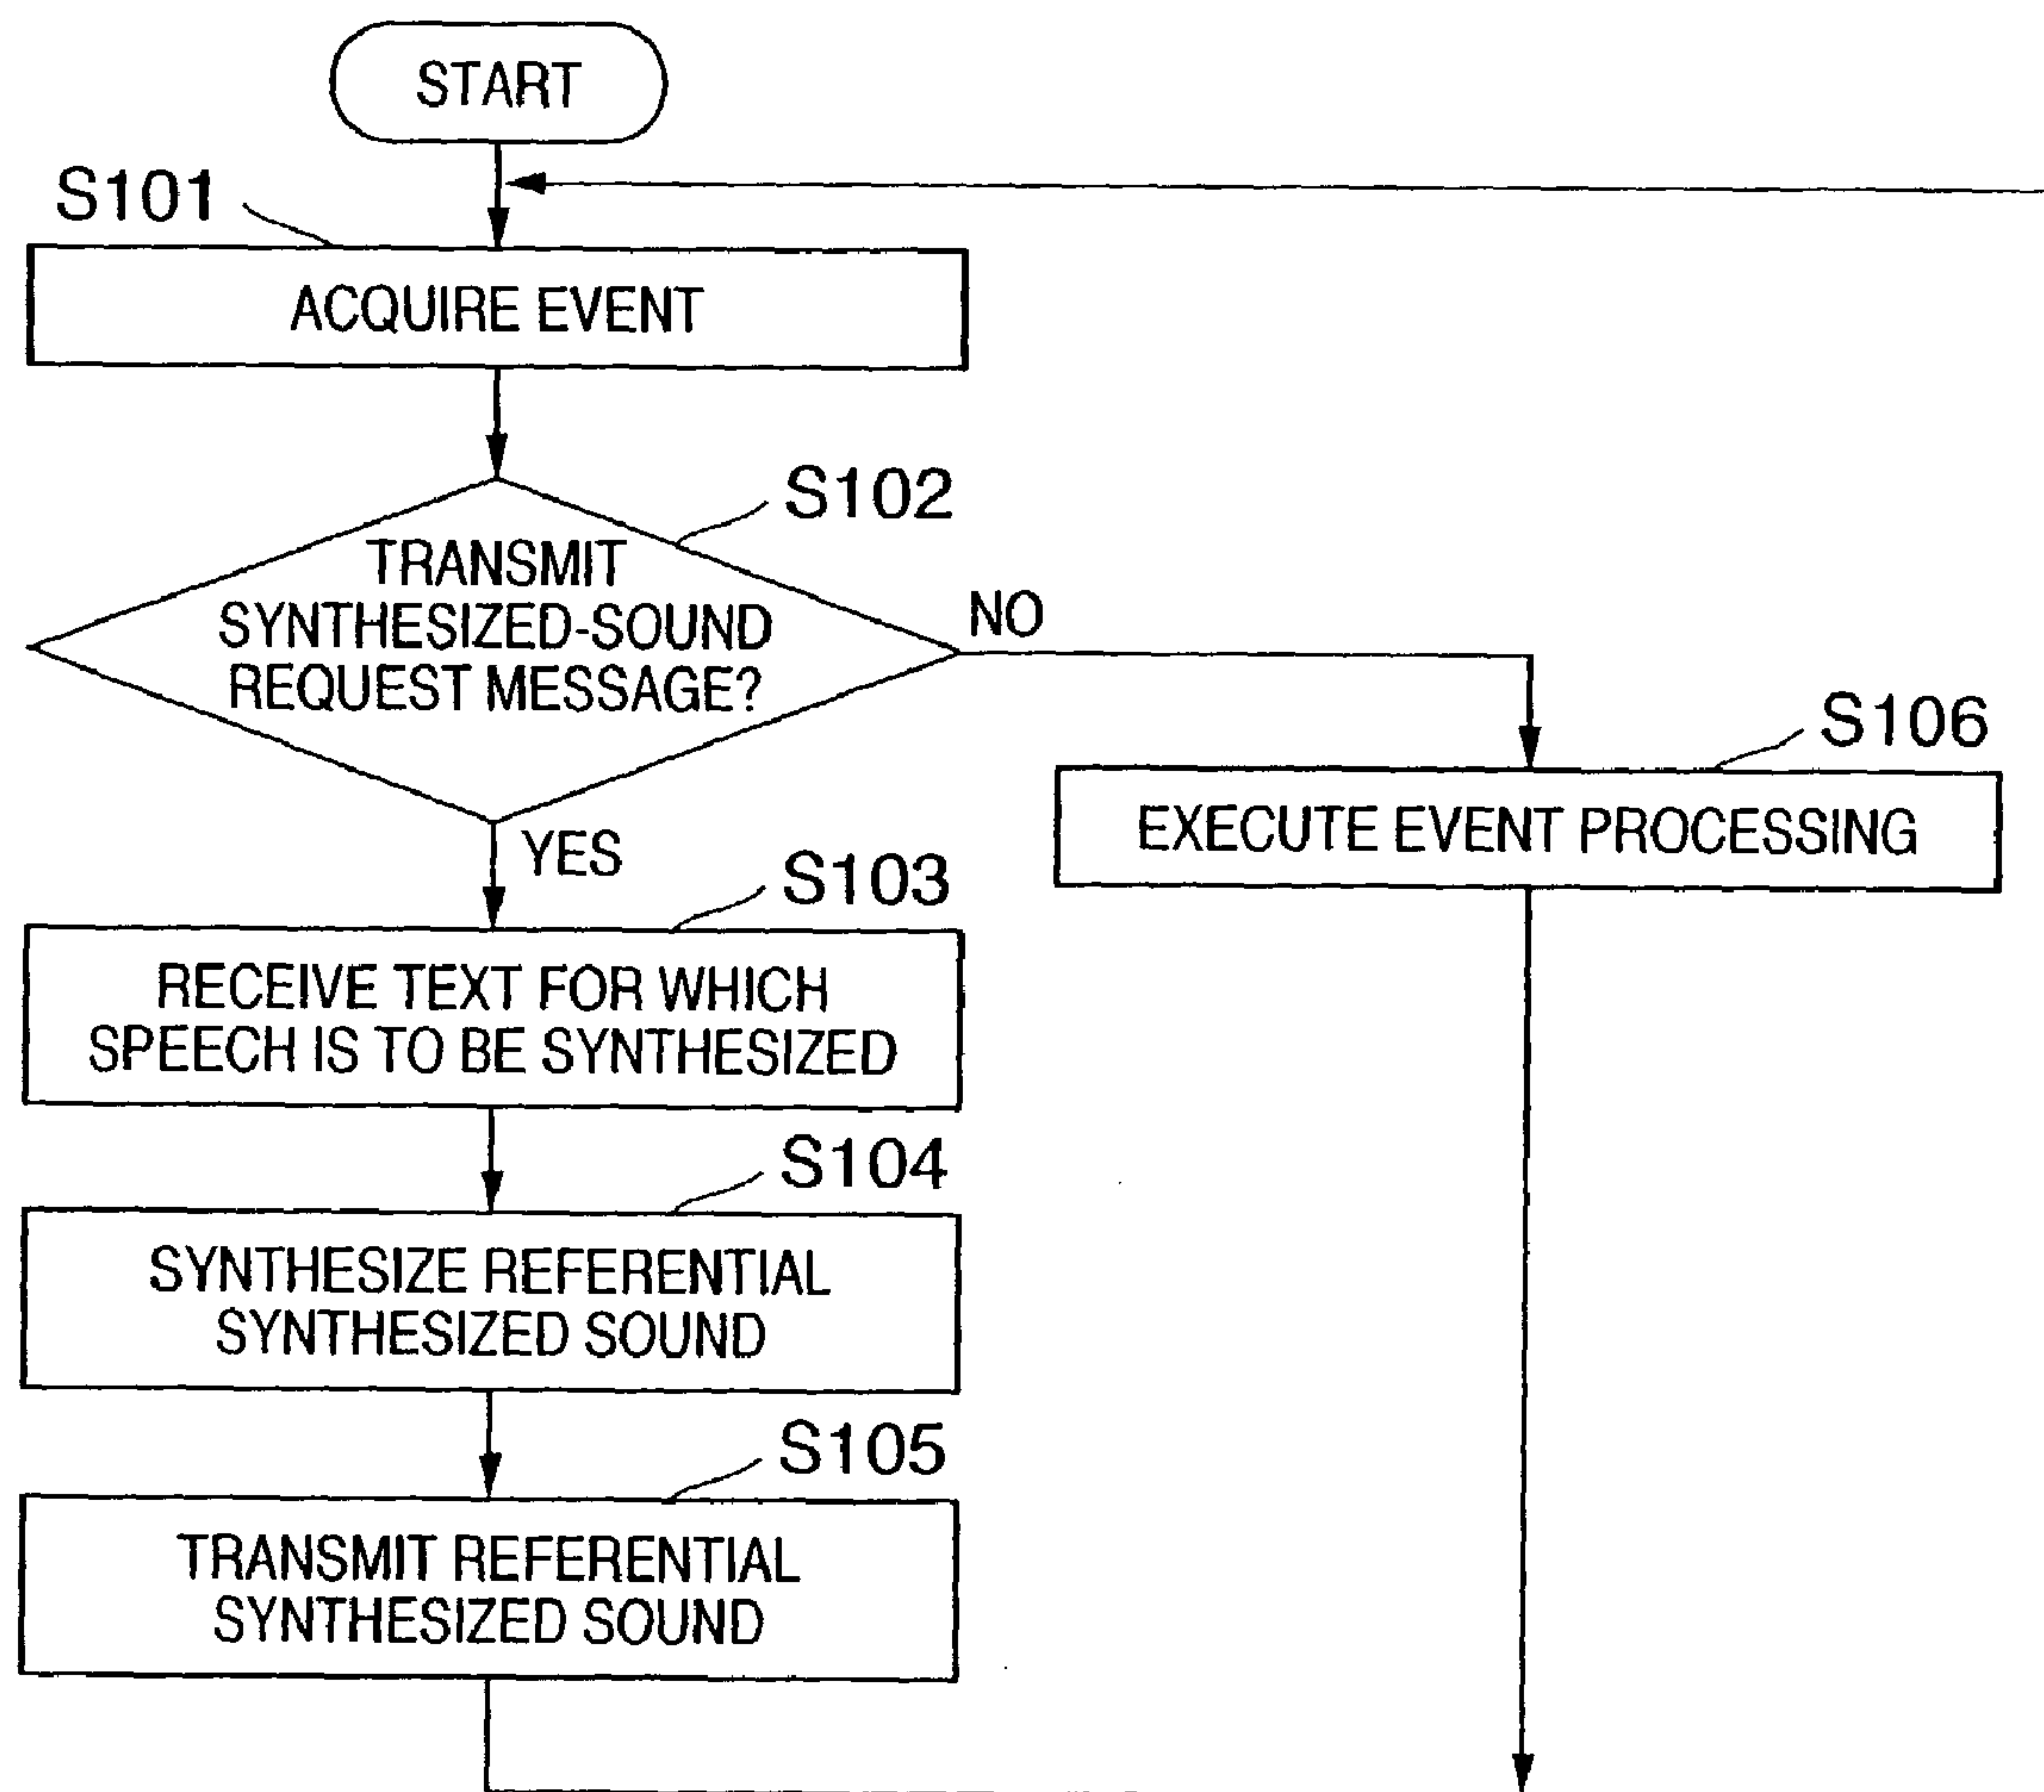 START
S101
ACQUIRE EVENT
S102
TRANSMIT
SYNTHESIZED-SOUND
REQUEST MESSAGE?
NO
S106
EXECUTE EVENT PROCESSING
YES
S103
RECEIVE TEXT FOR WHICH
SPEECH IS TO BE SYNTHESIZED
S104
SYNTHESIZE REFERENTIAL
SYNTHESIZED SOUND
S105
TRANSMIT REFERENTIAL
SYNTHESIZED SOUND